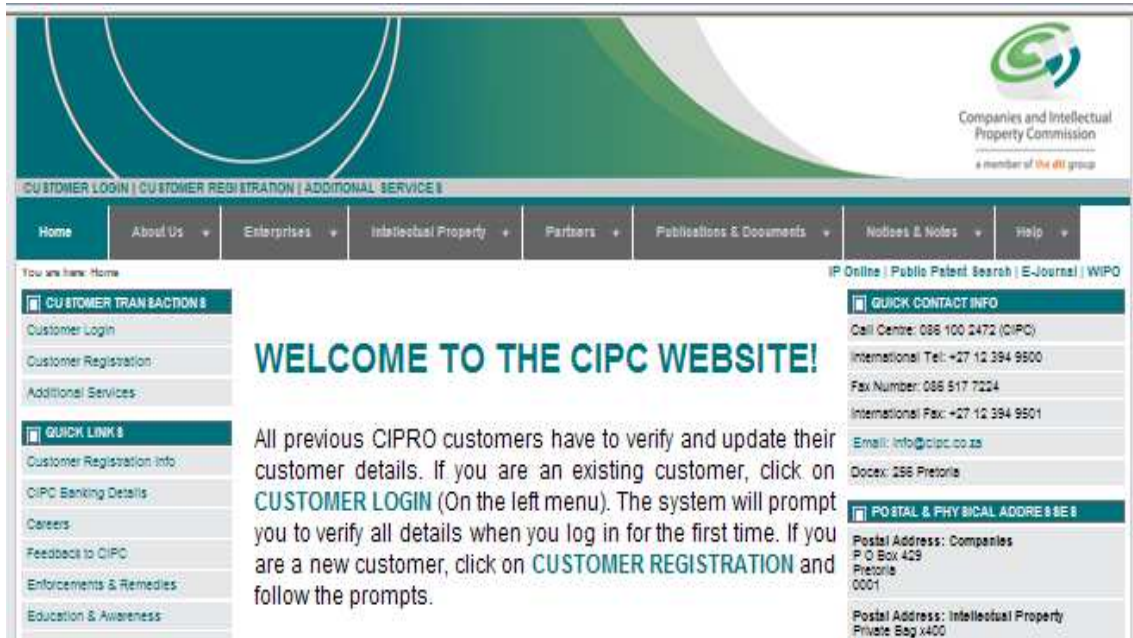 Companies and Intellectual
Property Commission
a member of the dti group
CUSTOMER LOGIN | CUSTOMER REGISTRATION | ADDITIONAL SERVICES
Home About Us Enterprises Intellectual Property Partners Publications & Documents Notices & Notes Help
You are here: Home
IP Online | Public Patent Search | E-Journal | WIPO
CUSTOMER TRANSACTIONS
Customer Login
Customer Registration
Additional Services
QUICK LINKS
Customer Registration Info
CIPC Banking Details
Careers
Feedback to CIPC
Enforcements & Remedies
Education & Awareness
WELCOME TO THE CIPC WEBSITE!
All previous CIPRO customers have to verify and update their
customer details. If you are an existing customer, click on
CUSTOMER LOGIN (On the left menu). The system will prompt
you to verify all details when you log in for the first time. If you
are a new customer, click on CUSTOMER REGISTRATION and
follow the prompts.
QUICK CONTACT INFO
Call Centre: 086 100 2472 (CIPC)
International Tel: +27 12 394 9500
Fax Number: 086 517 7224
International Fax: +27 12 394 9501
Email: info@cipc.co.za
Docex: 256 Pretoria
POSTAL & PHYSICAL ADDRESSES
Postal Address: Companies
P O Box 429
Pretoria
0001
Postal Address: Intellectual Property
Private Bag x400